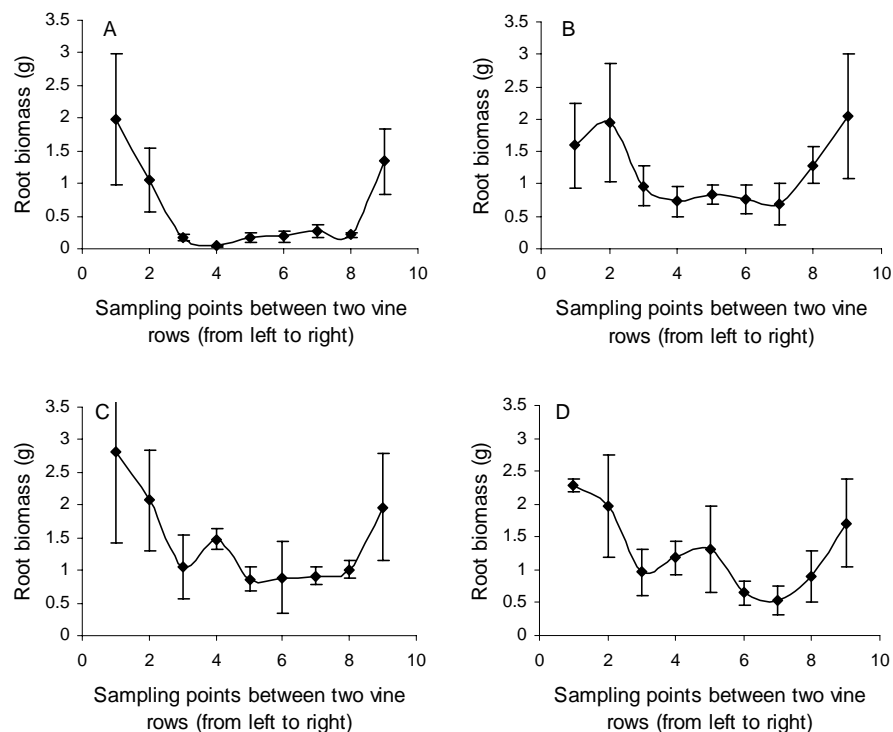 A
3.5
3
2.5
2
1.5
1
0.5
0
Root biomass (g)
0 2 4 6 8 10
Sampling points between two vine
rows (from left to right)
B
3.5
3
2.5
2
1.5
1
0.5
0
Root biomass (g)
0 2 4 6 8 10
Sampling points between two vine
rows (from left to right)
C
3.5
3
2.5
2
1.5
1
0.5
0
Root biomass (g)
0 2 4 6 8 10
Sampling points between two vine
rows (from left to right)
D
3.5
3
2.5
2
1.5
1
0.5
0
Root biomass (g)
0 2 4 6 8 10
Sampling points between two vine
rows (from left to right)